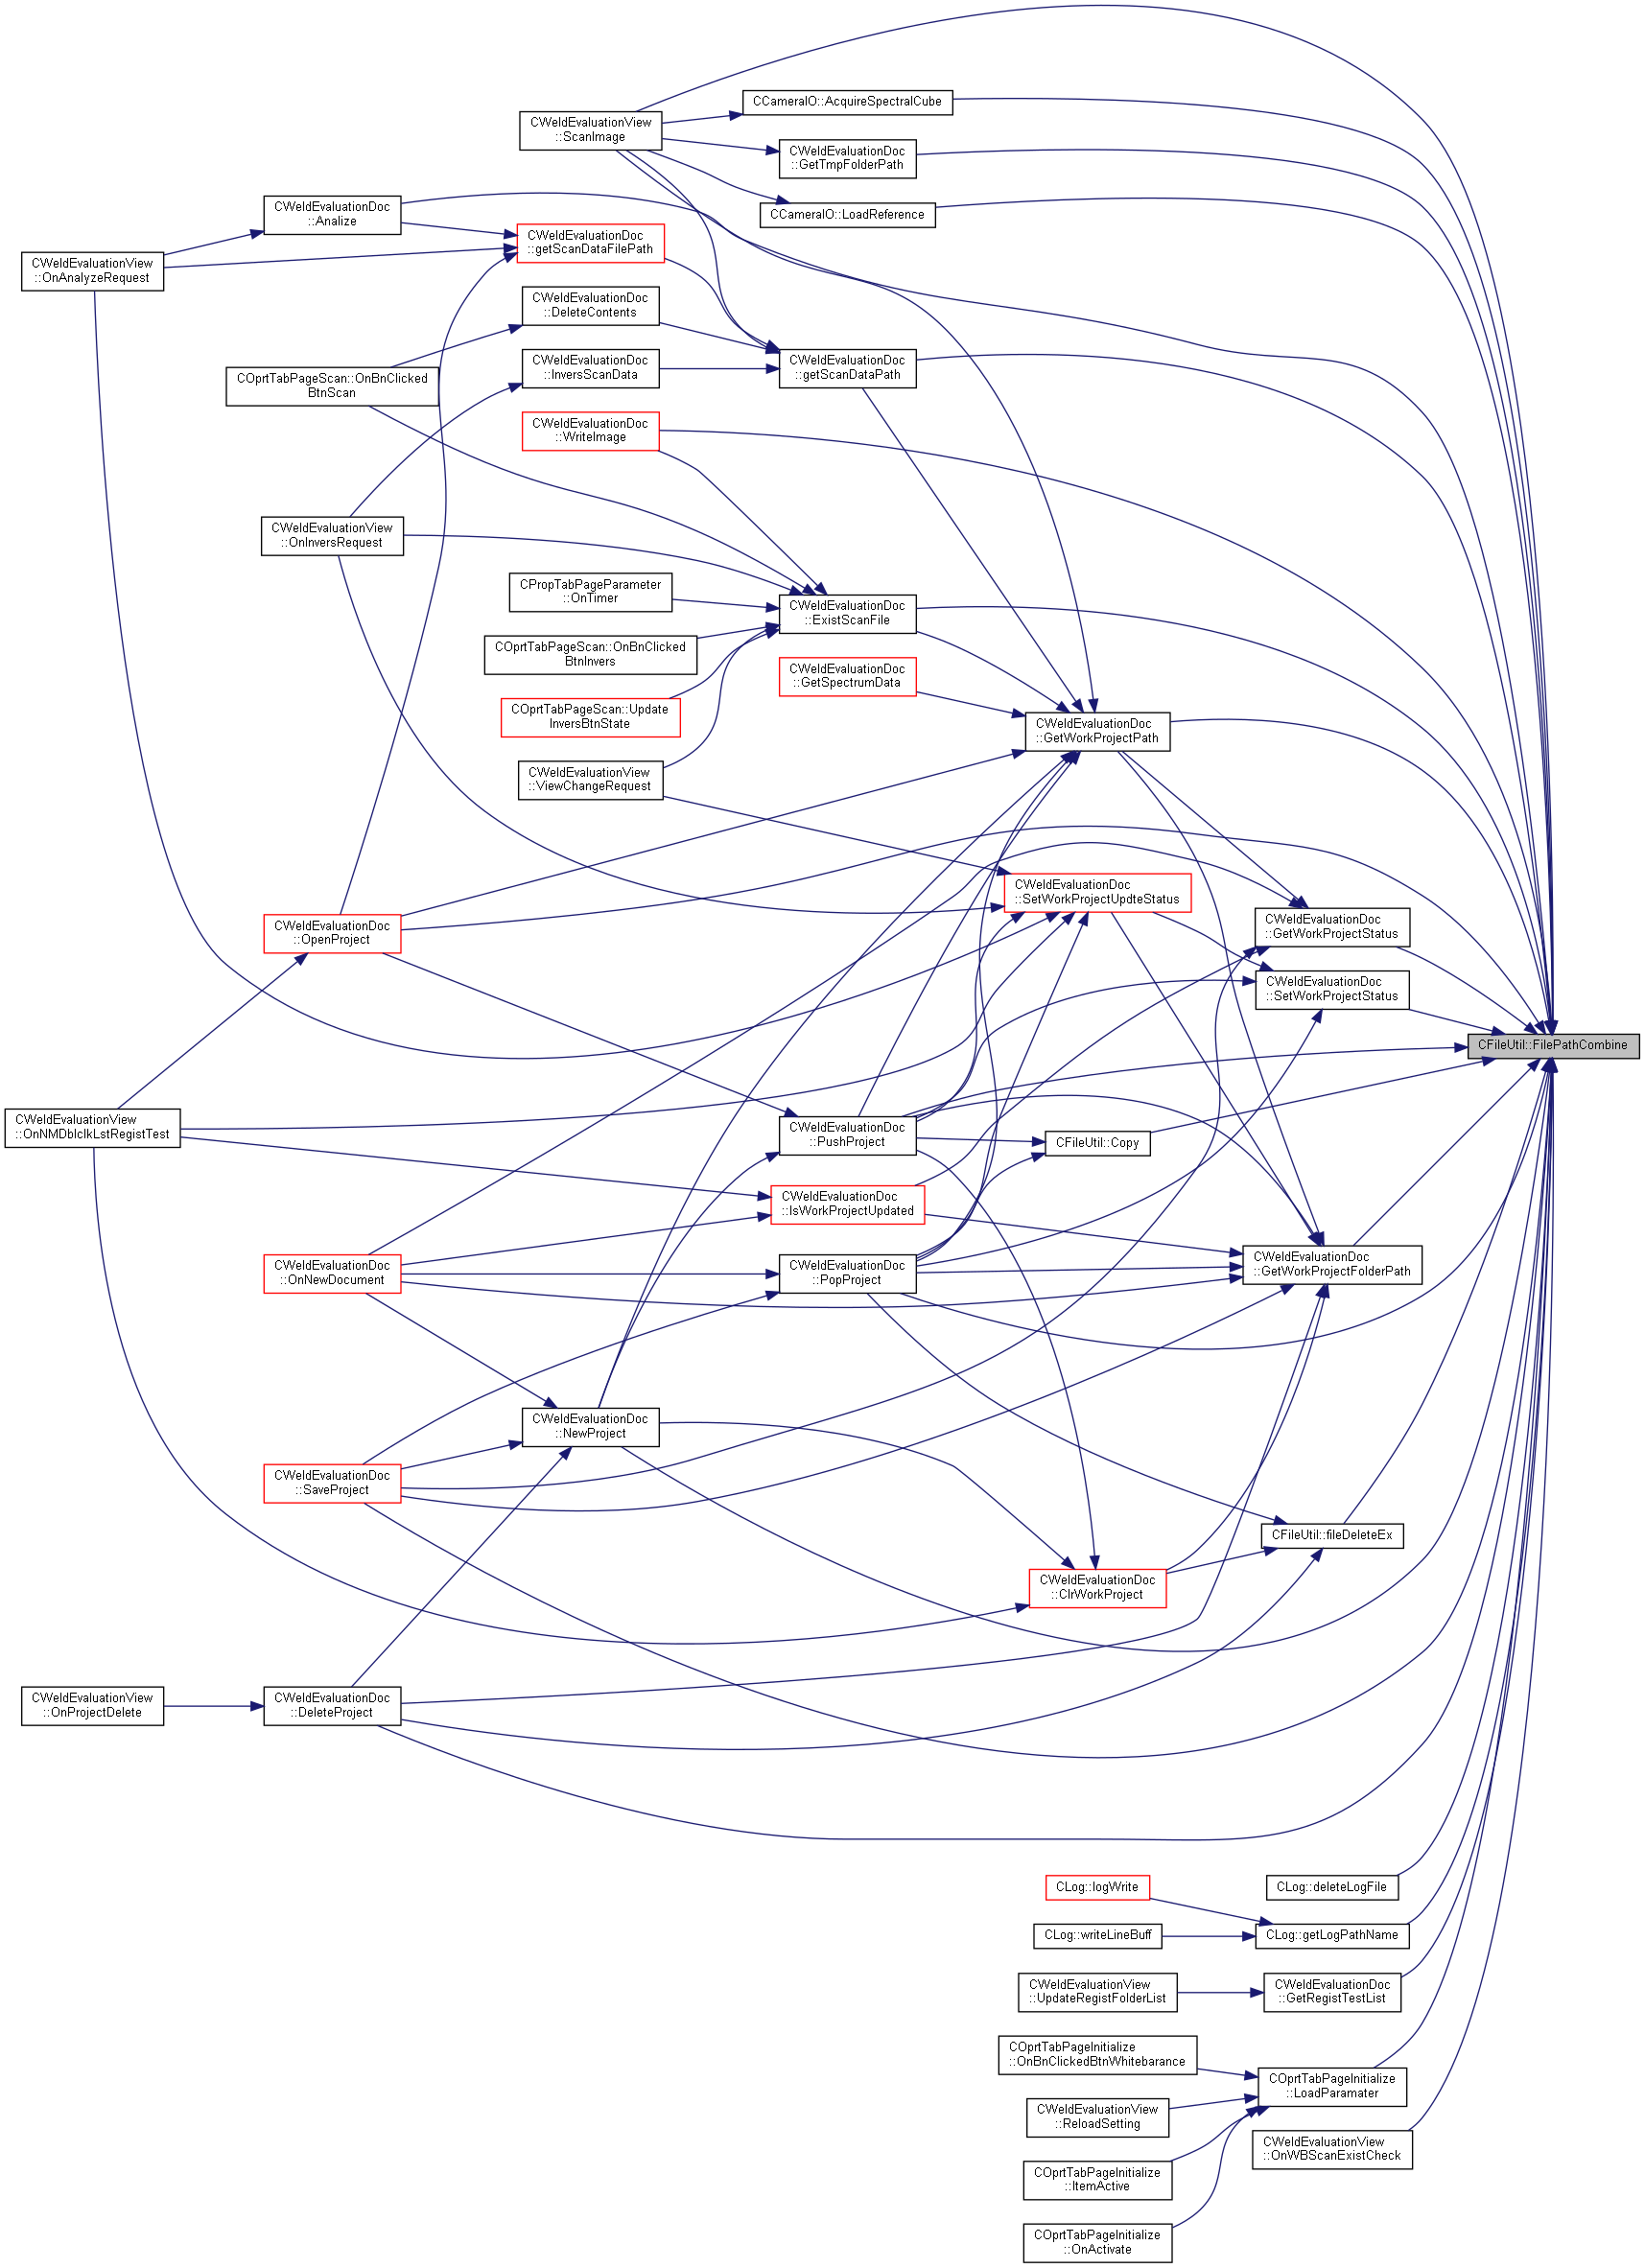 CWeldEvaluationView
::ScanImage
CCameraIO::AcquireSpectralCube
CWeldEvaluationDoc
::GetTmpFolderPath
CCameraIO::LoadReference
CWeldEvaluationDoc
::Analize
CWeldEvaluationDoc
::getScanDataFilePath
CWeldEvaluationView
::OnAnalyzeRequest
CWeldEvaluationDoc
::DeleteContents
CWeldEvaluationDoc
::InversScanData
CWeldEvaluationDoc
::getScanDataPath
COprtTabPageScan::OnBnClicked
BtnScan
CWeldEvaluationDoc
::WriteImage
CWeldEvaluationView
::OnInversRequest
CPropTabPageParameter
::OnTimer
CWeldEvaluationDoc
::ExistScanFile
COprtTabPageScan::OnBnClicked
BtnInvers
CWeldEvaluationDoc
::GetSpectrumData
COprtTabPageScan::Update
InversBtnState
CWeldEvaluationDoc
::GetWorkProjectPath
CWeldEvaluationView
::ViewChangeRequest
CWeldEvaluationDoc
::SetWorkProjectUpdteStatus
CWeldEvaluationDoc
::OpenProject
CWeldEvaluationDoc
::GetWorkProjectStatus
CWeldEvaluationDoc
::SetWorkProjectStatus
CFileUtil::FilePathCombine
CWeldEvaluationView
::OnNMDblclkLstRegistTest
CWeldEvaluationDoc
::PushProject
CFileUtil::Copy
CWeldEvaluationDoc
::IsWorkProjectUpdated
CWeldEvaluationDoc
::OnNewDocument
CWeldEvaluationDoc
::PopProject
CWeldEvaluationDoc
::GetWorkProjectFolderPath
CWeldEvaluationDoc
::NewProject
CWeldEvaluationDoc
::SaveProject
CFileUtil::fileDeleteEx
CWeldEvaluationDoc
::ClrWorkProject
CWeldEvaluationView
::OnProjectDelete
CWeldEvaluationDoc
::DeleteProject
CLog::logWrite
CLog::deleteLogFile
CLog::writeLineBuff
CLog::getLogPathName
CWeldEvaluationView
::UpdateRegistFolderList
CWeldEvaluationDoc
::GetRegistTestList
COprtTabPageInitialize
::OnBnClickedBtnWhitebarance
COprtTabPageInitialize
::LoadParamater
CWeldEvaluationView
::ReloadSetting
CWeldEvaluationView
::OnWBScanExistCheck
COprtTabPageInitialize
::ItemActive
COprtTabPageInitialize
::OnActivate